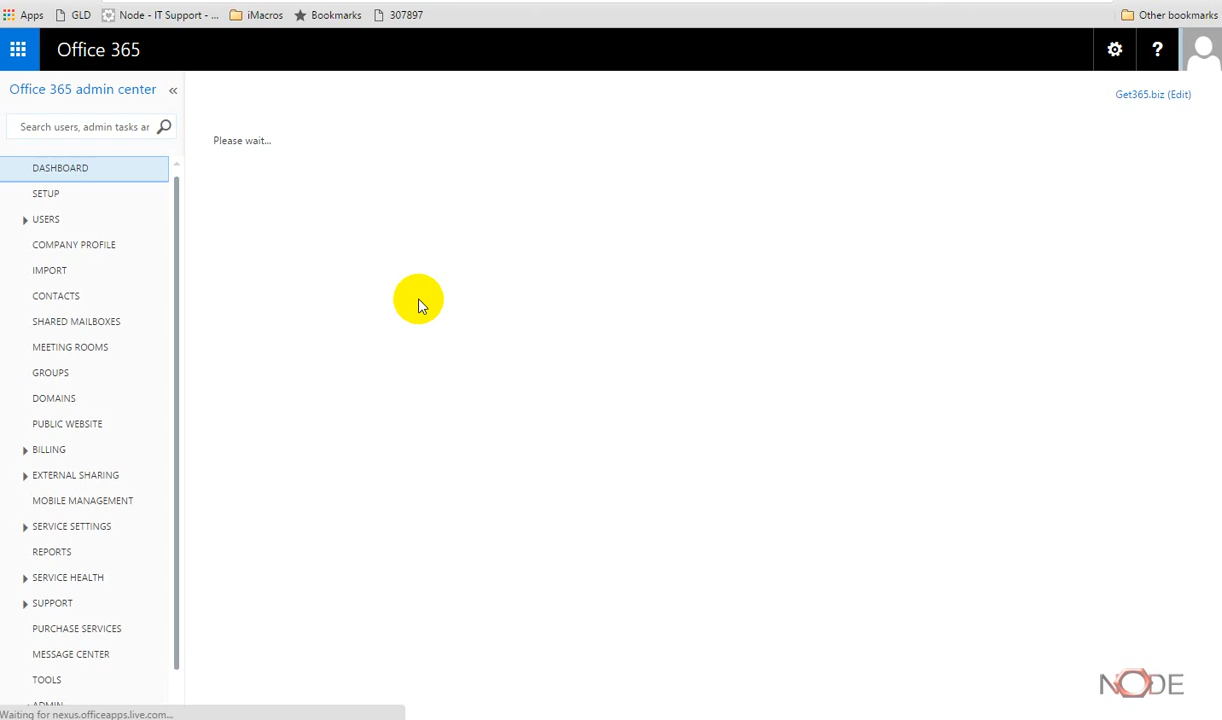 Apps
GLD
Node - IT Support - ...
iMacros
Bookmarks
307897
Other bookmarks
Office 365
?
Office 365 admin center «
Get365.biz (Edit)
Search users, admin tasks ar
Please wait...
DASHBOARD
SETUP
USERS
COMPANY PROFILE
IMPORT
CONTACTS
SHARED MAILBOXES
MEETING ROOMS
GROUPS
DOMAINS
PUBLIC WEBSITE
BILLING
EXTERNAL SHARING
MOBILE MANAGEMENT
SERVICE SETTINGS
REPORTS
SERVICE HEALTH
SUPPORT
PURCHASE SERVICES
MESSAGE CENTER
TOOLS
ADMIN
NODE
Waiting for nexus.officeapps.live.com...